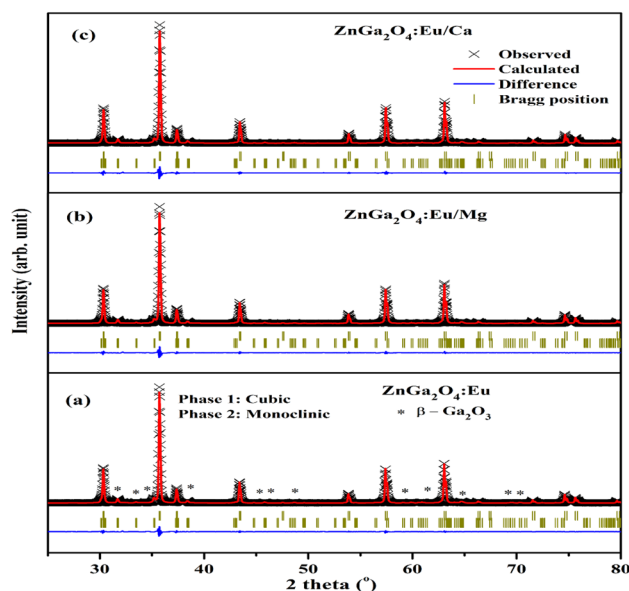 (c)
ZnGa₂O₄:Eu/Ca
Observed
Calculated
Difference
Bragg position
(b)
ZnGa₂O₄:Eu/Mg
Intensity (arb. unit)
(a)
Phase 1: Cubic
Phase 2: Monoclinic
ZnGa₂O₄:Eu
* β – Ga₂O₃
* * * * * * * * * * * *
30 40 50 60 70 80
2 theta (°)